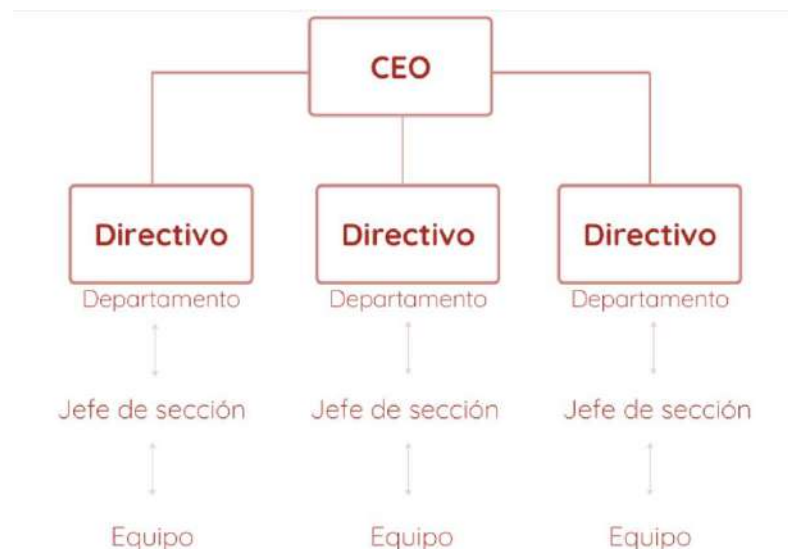 CEO
Directivo Directivo Directivo
Departamento Departamento Departamento
Jefe de sección Jefe de sección Jefe de sección
Equipo Equipo Equipo